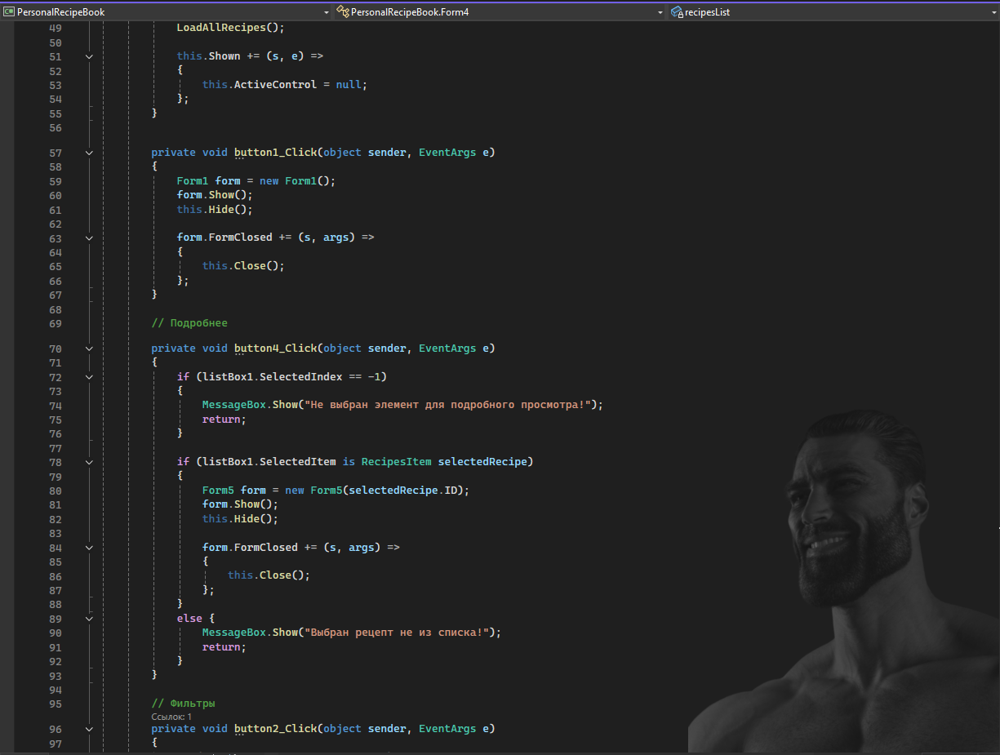 C# PersonalRecipeBook PersonalRecipeBook.Form4 recipesList
49 LoadAllRecipes();
50
51 this.Shown += (s, e) =>
52 {
53 this.ActiveControl = null;
54 };
55 }
56
57 private void button1_Click(object sender, EventArgs e)
58 {
59 Form1 form = new Form1();
60 form.Show();
61 this.Hide();
62
63 form.FormClosed += (s, args) =>
64 {
65 this.Close();
66 };
67 }
68
69 // Подробнее
70 private void button4_Click(object sender, EventArgs e)
71 {
72 if (listBox1.SelectedIndex == -1)
73 {
74 MessageBox.Show("Не выбран элемент для подробного просмотра!");
75 return;
76 }
77
78 if (listBox1.SelectedItem is RecipesItem selectedRecipe)
79 {
80 Form5 form = new Form5(selectedRecipe.ID);
81 form.Show();
82 this.Hide();
83
84 form.FormClosed += (s, args) =>
85 {
86 this.Close();
87 };
88 }
89 else {
90 MessageBox.Show("Выбран рецепт не из списка!");
91 return;
92 }
93 }
94
95 // Фильтры
Ссылок: 1
96 private void button2_Click(object sender, EventArgs e)
97 {